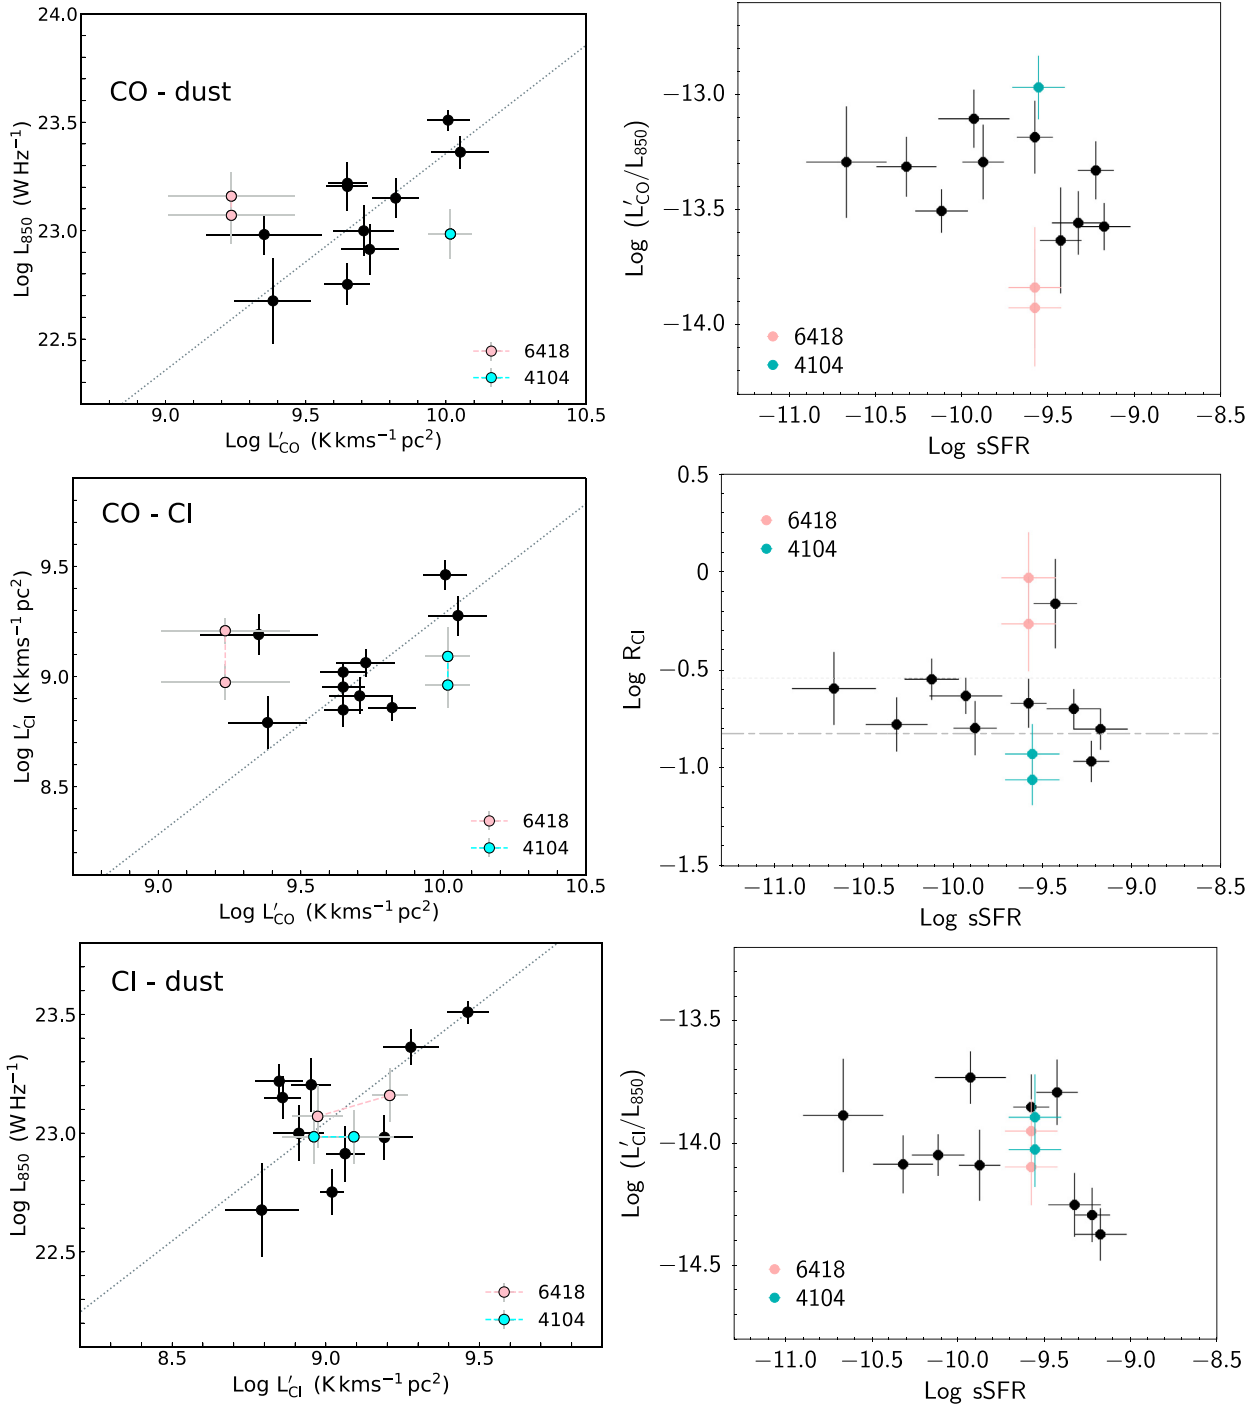 CO - dust
Log L850 (W Hz−1)
24.0
23.5
23.0
22.5
9.0 9.5 10.0 10.5
Log L′CO (K kms−1 pc2)
6418
4104
Log (L′CO/L850)
−13.0
−13.5
−14.0
6418
4104
−11.0 −10.5 −10.0 −9.5 −9.0 −8.5
Log sSFR
CO - CI
Log L′CI (K kms−1 pc2)
9.5
9.0
8.5
9.0 9.5 10.0 10.5
Log L′CO (K kms−1 pc2)
6418
4104
Log RCI
0.5
0
−0.5
−1.0
−1.5
6418
4104
−11.0 −10.5 −10.0 −9.5 −9.0 −8.5
Log sSFR
CI - dust
Log L850 (W Hz−1)
23.5
23.0
22.5
8.5 9.0 9.5
Log L′CI (K kms−1 pc2)
6418
4104
Log (L′CI/L850)
−13.5
−14.0
−14.5
6418
4104
−11.0 −10.5 −10.0 −9.5 −9.0 −8.5
Log sSFR